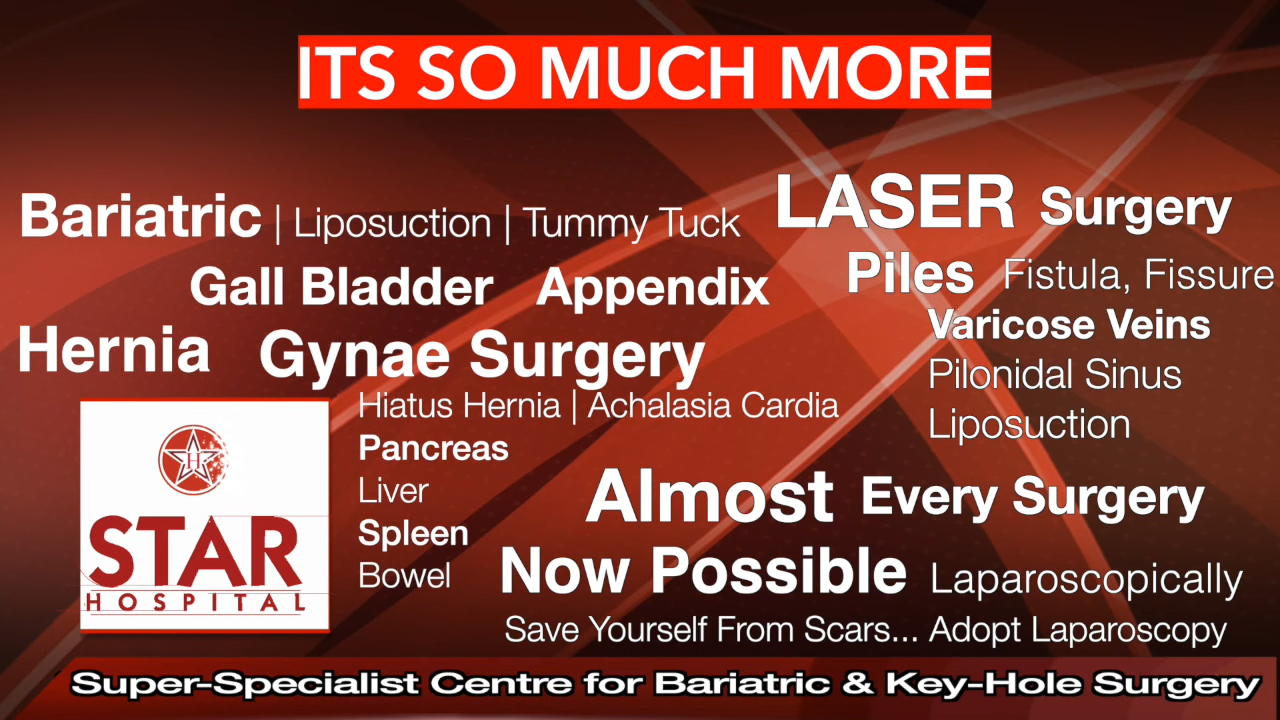 ITS SO MUCH MORE
Bariatric | Liposuction | Tummy Tuck
Gall Bladder Appendix
Hernia Gynae Surgery
Hiatus Hernia | Achalasia Cardia
Pancreas
Liver
Spleen
Bowel
LASER Surgery
Piles Fistula, Fissure
Varicose Veins
Pilonidal Sinus
Liposuction
Almost Every Surgery
Now Possible Laparoscopically
Save Yourself From Scars... Adopt Laparoscopy
H
STAR
HOSPITAL
Super-Specialist Centre for Bariatric & Key-Hole Surgery